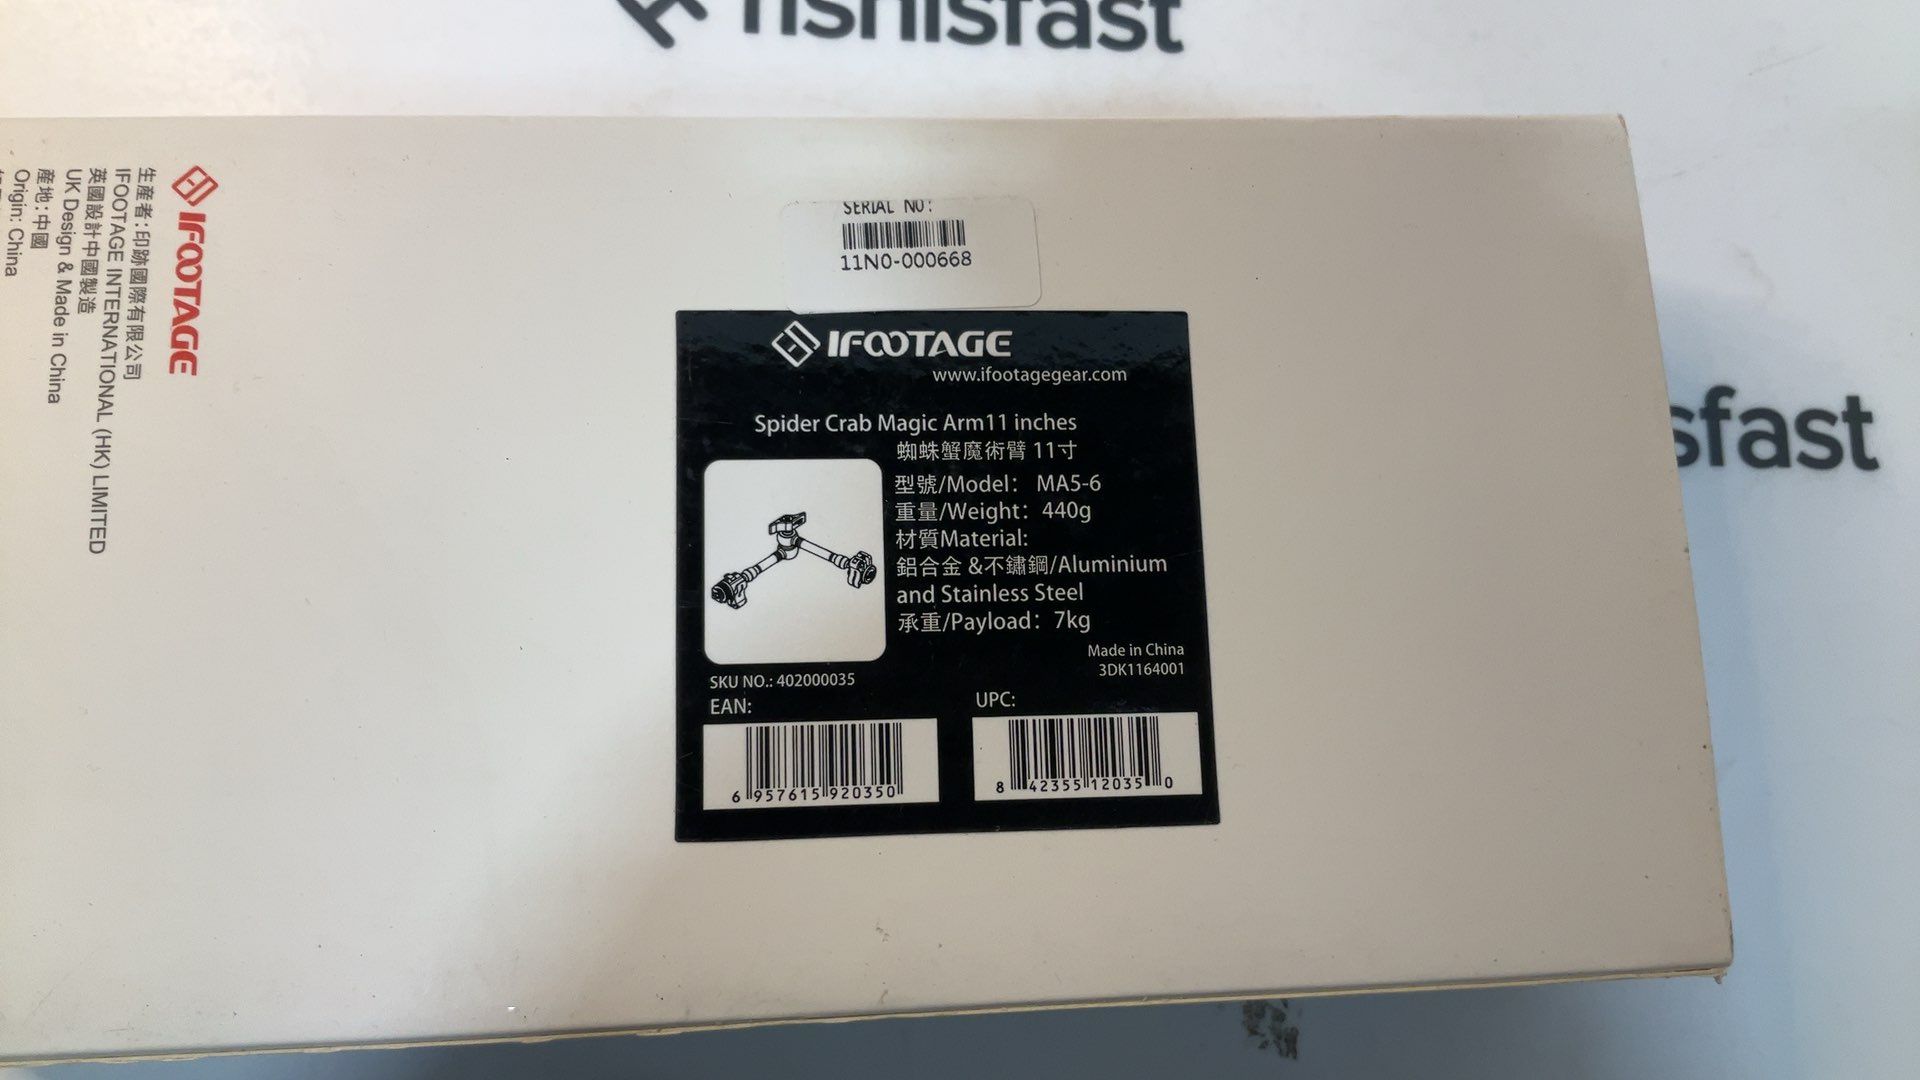 fishisfast
SERIAL NO:
11N0-000668
IFOOTAGE
www.ifootagegear.com
Spider Crab Magic Arm11 inches
蜘蛛蟹魔術臂 11寸
型號/Model: MA5-6
重量/Weight: 440g
材質Material:
鋁合金 &不鏽鋼/Aluminium
and Stainless Steel
承重/Payload: 7kg
Made in China
3DK1164001
SKU NO.: 402000035
EAN:
6 957615 920350
UPC:
8 42355 12035 0
IFOOTAGE
生產者:印跡國際有限公司
IFOOTAGE INTERNATIONAL (HK) LIMITED
英國設計中國製造
UK Design & Made in China
産地:中國
Origin: China
sfast